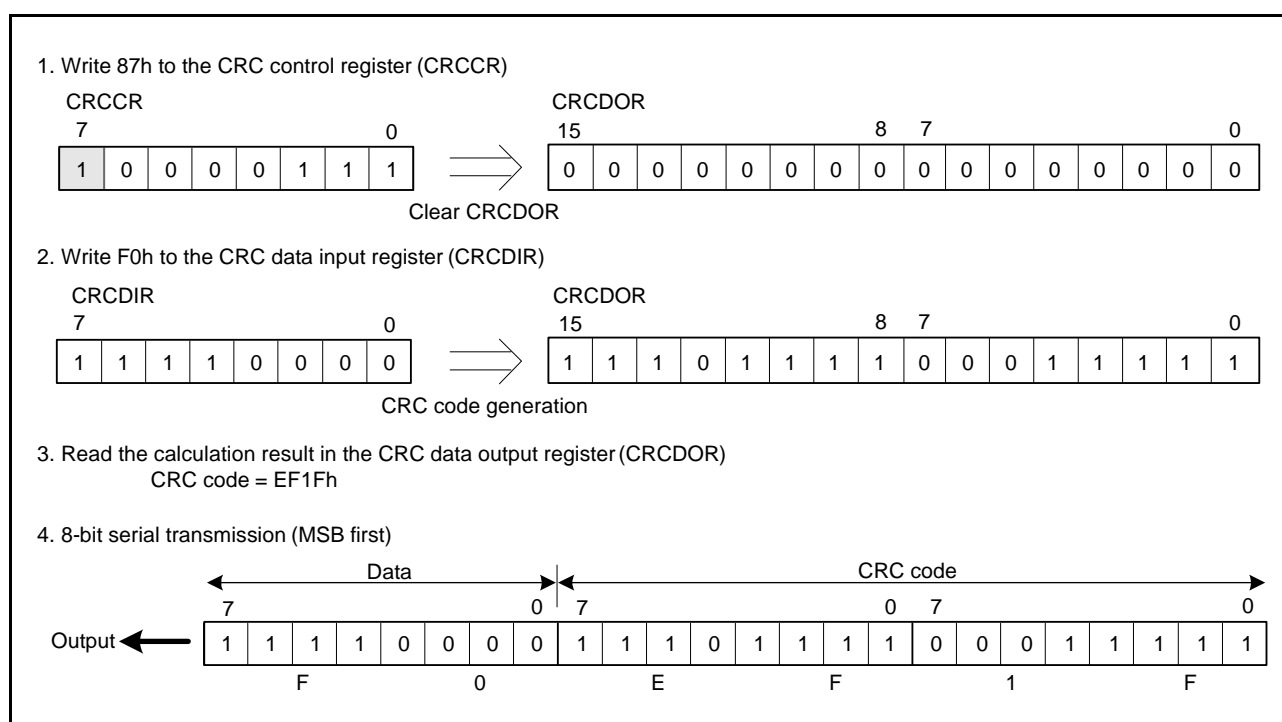 1. Write 87h to the CRC control register (CRCCR)
CRCCR CRCDOR
7 0 15 8 7 0
1 0 0 0 0 1 1 1 0 0 0 0 0 0 0 0 0 0 0 0 0 0 0 0
Clear CRCDOR
2. Write F0h to the CRC data input register (CRCDIR)
CRCDIR CRCDOR
7 0 15 8 7 0
1 1 1 1 0 0 0 0 1 1 1 0 1 1 1 1 0 0 0 1 1 1 1 1
CRC code generation
3. Read the calculation result in the CRC data output register (CRCDOR)
CRC code = EF1Fh
4. 8-bit serial transmission (MSB first)
Data CRC code
7 0 7 0 7 0
Output 1 1 1 1 0 0 0 0 1 1 1 0 1 1 1 1 0 0 0 1 1 1 1 1
F 0 E F 1 F